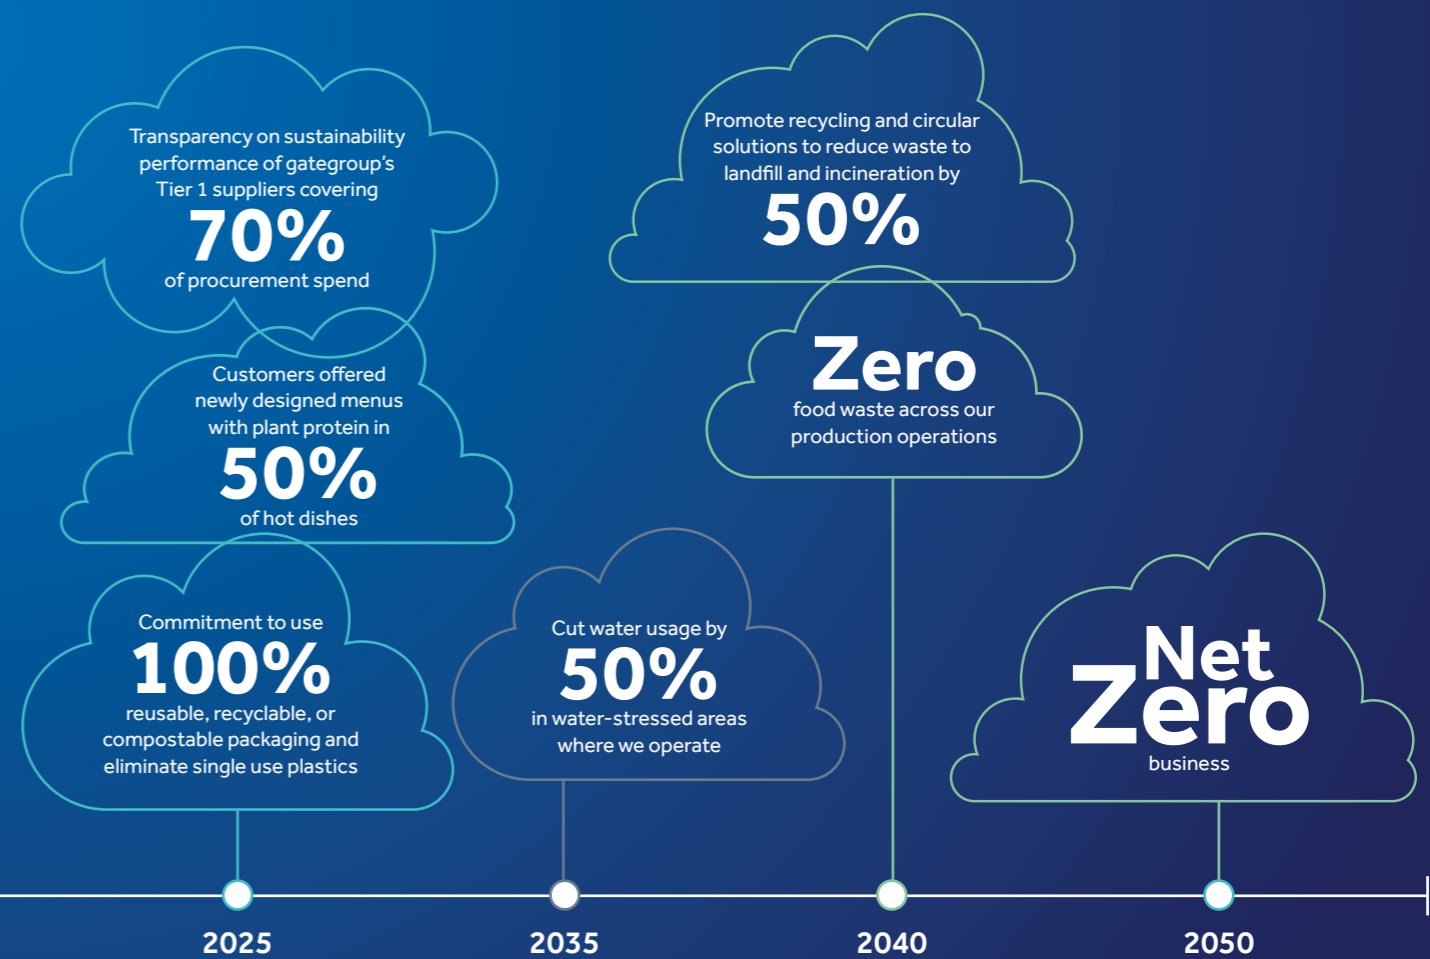 Transparency on sustainability
performance of gategroup's
Tier 1 suppliers covering
70%
of procurement spend
Customers offered
newly designed menus
with plant protein in
50%
of hot dishes
Commitment to use
100%
reusable, recyclable, or
compostable packaging and
eliminate single use plastics
Cut water usage by
50%
in water-stressed areas
where we operate
Promote recycling and circular
solutions to reduce waste to
landfill and incineration by
50%
Zero
food waste across our
production operations
Net
Zero
business
2025
2035
2040
2050